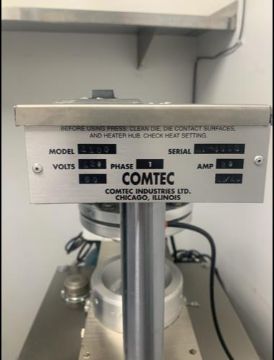 BEFORE USING PRESS, CLEAN DIE, DIE CONTACT SURFACES,
AND HEATER HUB. CHECK HEAT SETTING.
MODEL SERIAL
VOLTS PHASE 1 AMP
COMTEC
COMTEC INDUSTRIES LTD.
CHICAGO, ILLINOIS